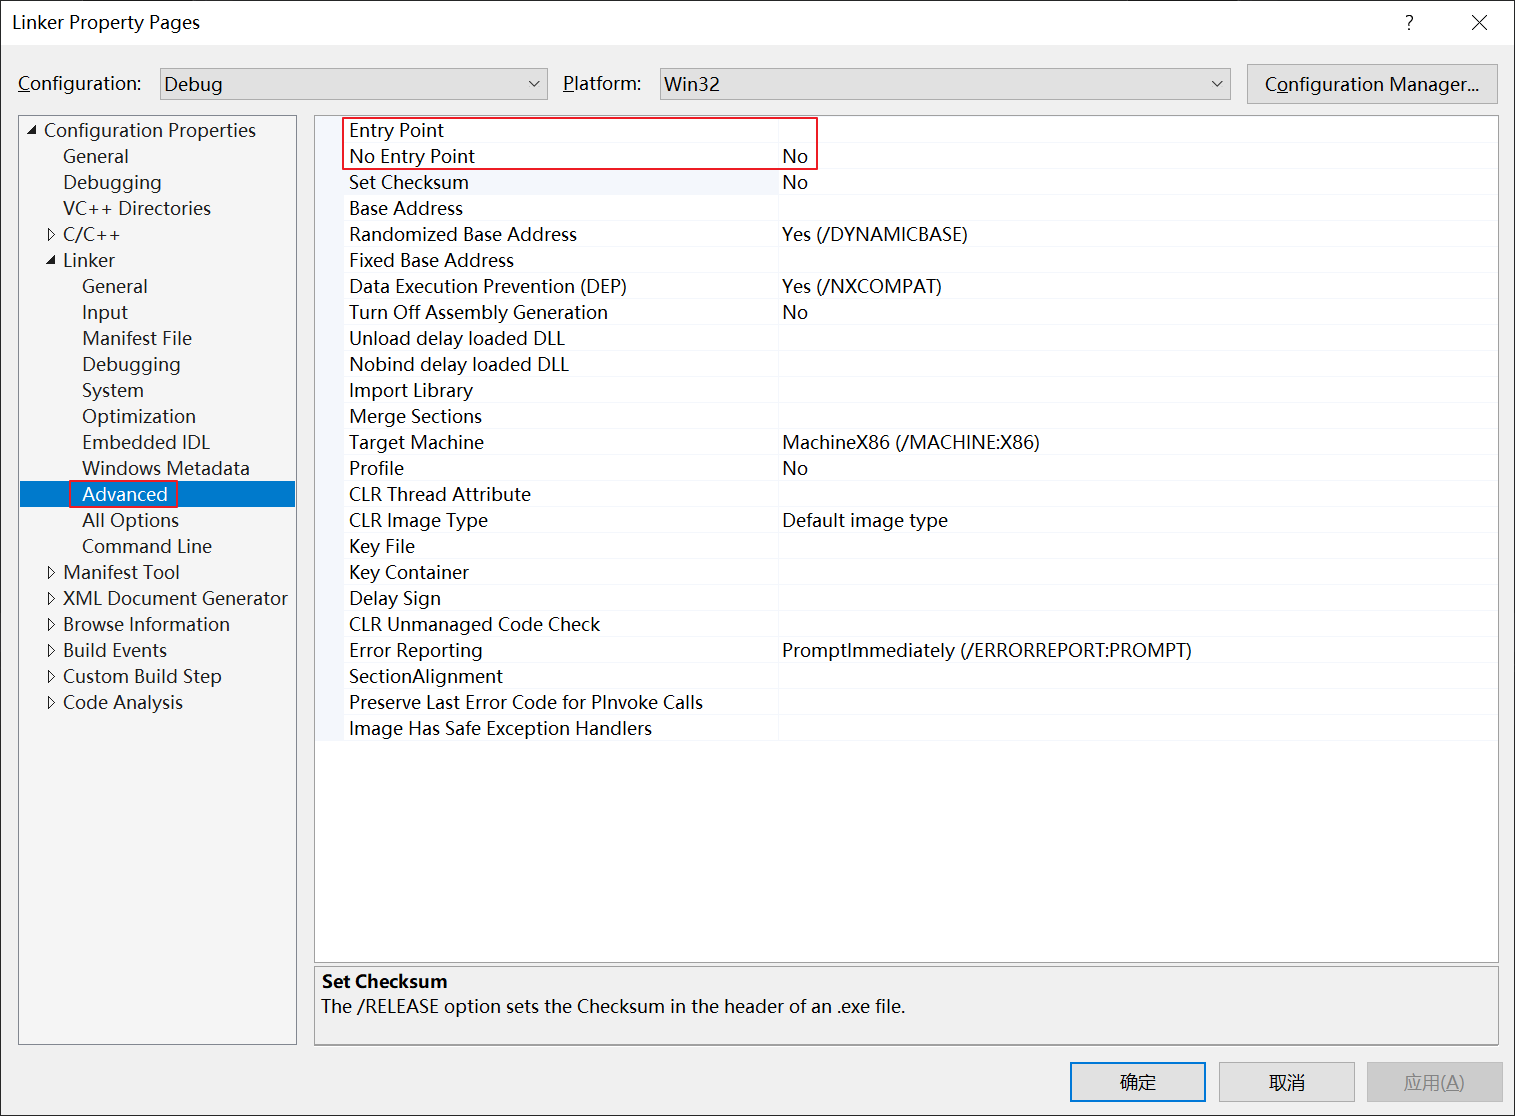 Linker Property Pages
?
Configuration: Debug Platform: Win32 Configuration Manager...
Configuration Properties
General
Debugging
VC++ Directories
C/C++
Linker
General
Input
Manifest File
Debugging
System
Optimization
Embedded IDL
Windows Metadata
Advanced
All Options
Command Line
Manifest Tool
XML Document Generator
Browse Information
Build Events
Custom Build Step
Code Analysis
Entry Point
No Entry Point No
Set Checksum No
Base Address
Randomized Base Address Yes (/DYNAMICBASE)
Fixed Base Address
Data Execution Prevention (DEP) Yes (/NXCOMPAT)
Turn Off Assembly Generation No
Unload delay loaded DLL
Nobind delay loaded DLL
Import Library
Merge Sections
Target Machine MachineX86 (/MACHINE:X86)
Profile No
CLR Thread Attribute
CLR Image Type Default image type
Key File
Key Container
Delay Sign
CLR Unmanaged Code Check
Error Reporting PromptImmediately (/ERRORREPORT:PROMPT)
SectionAlignment
Preserve Last Error Code for PInvoke Calls
Image Has Safe Exception Handlers
Set Checksum
The /RELEASE option sets the Checksum in the header of an .exe file.
确定 取消 应用(A)